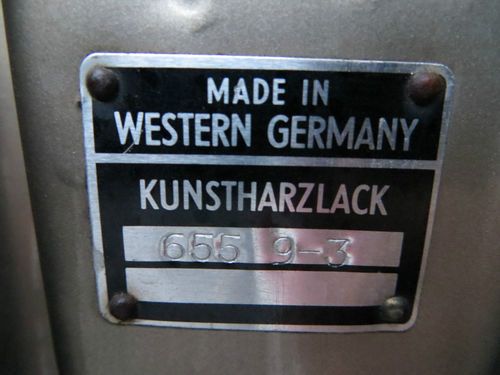 MADE IN
WESTERN GERMANY
KUNSTHARZLACK
655 9-3